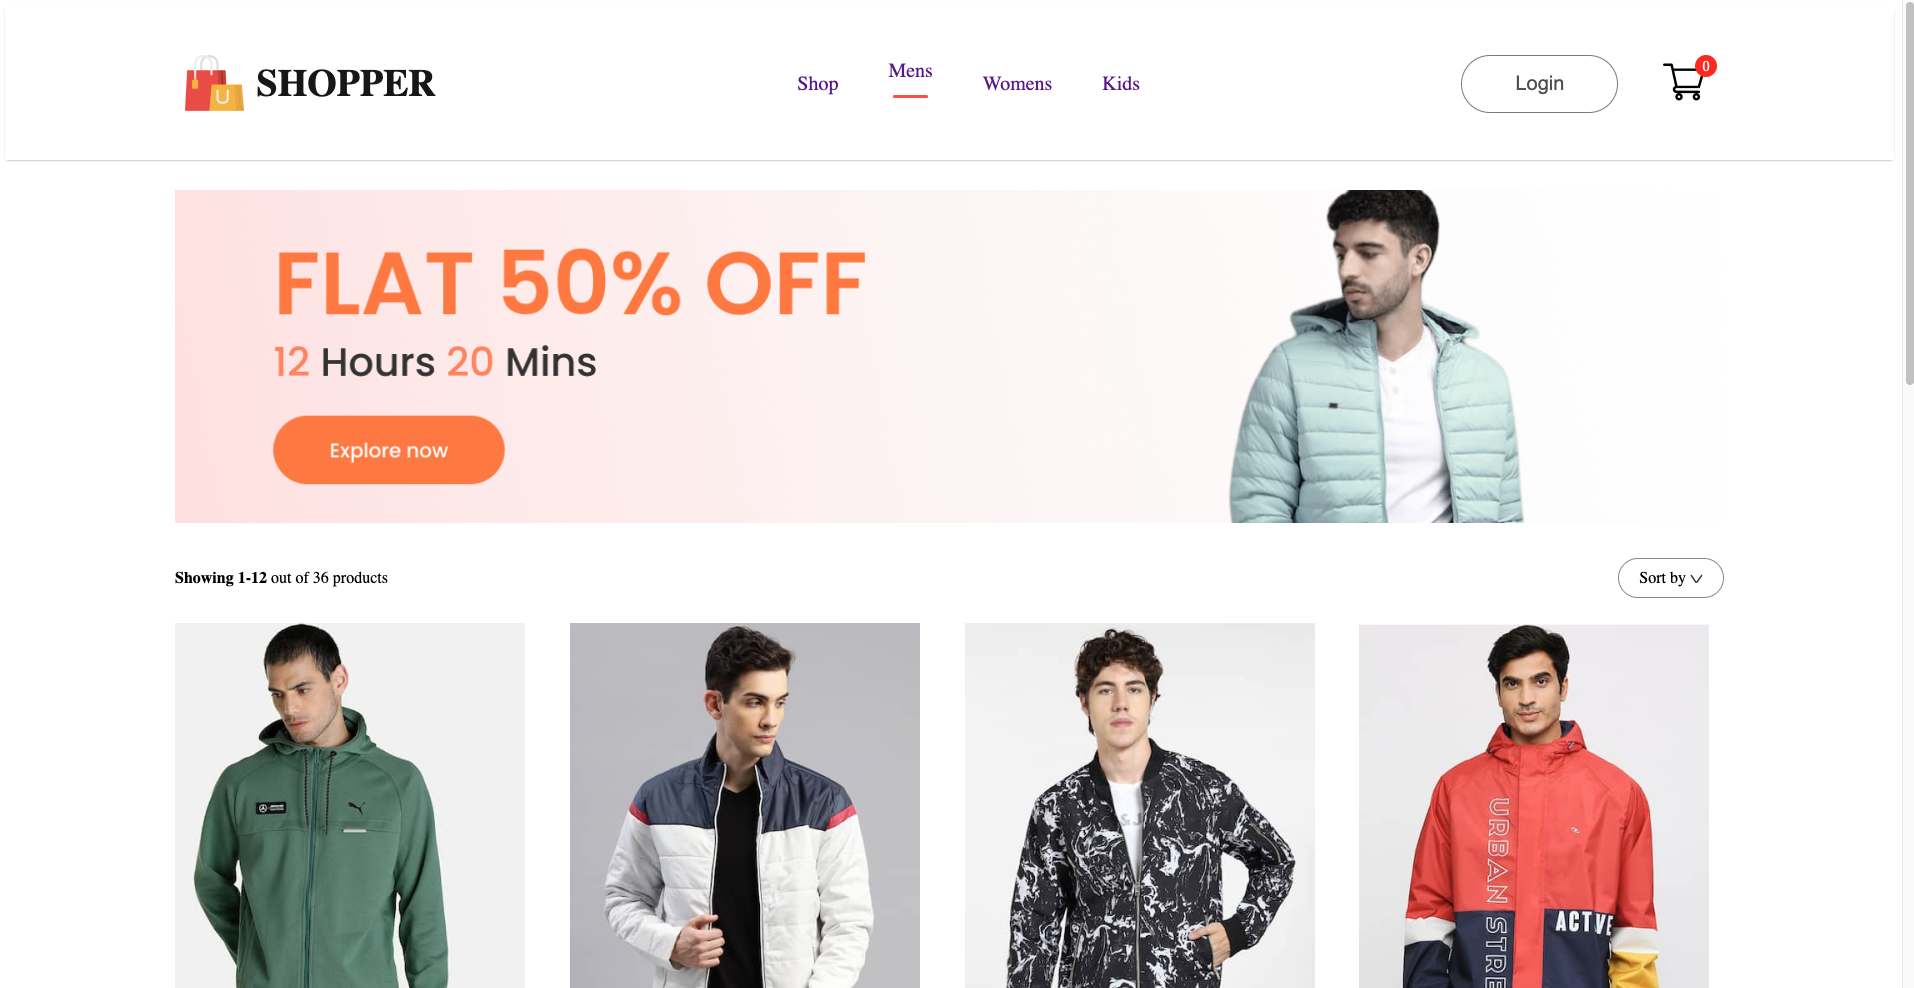 SHOPPER
Shop
Mens
Womens
Kids
Login
0
FLAT 50% OFF
12 Hours 20 Mins
Explore now
Showing 1-12 out of 36 products
Sort by
URBAN STRE
ACTIVE